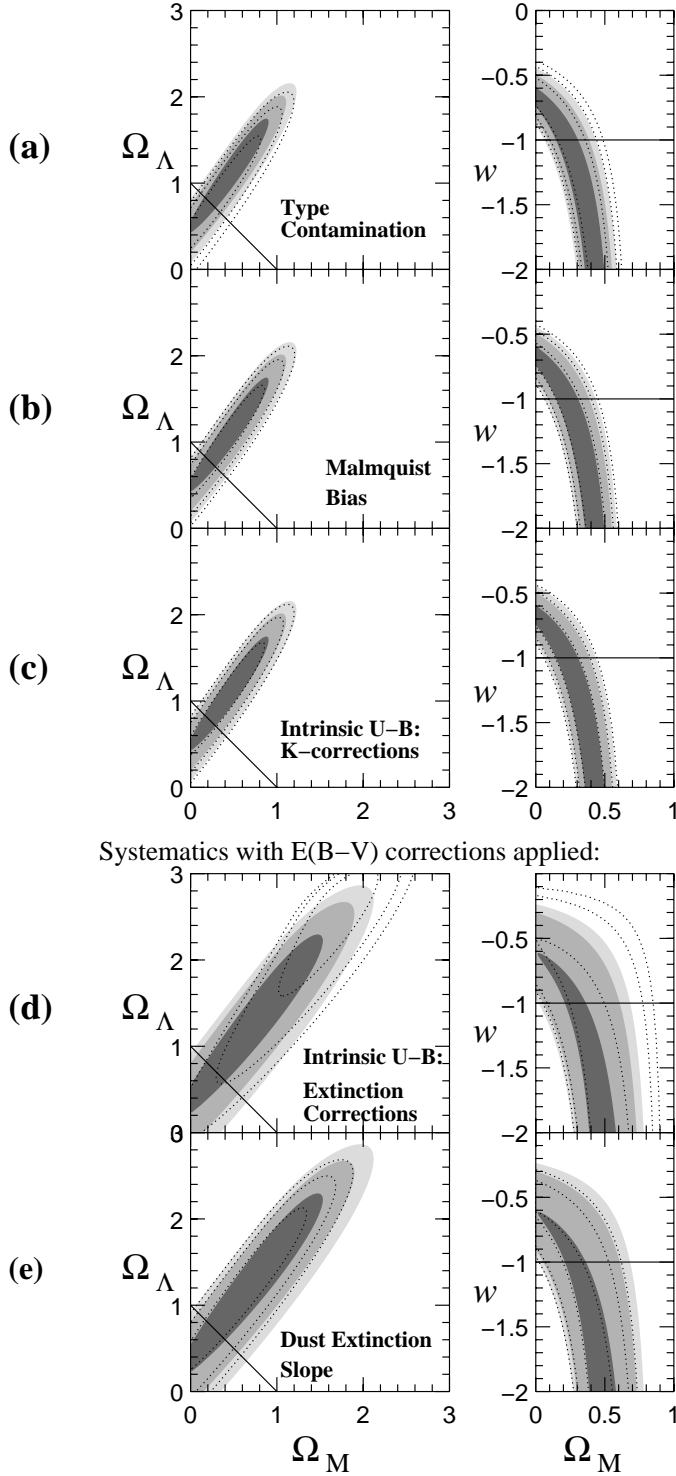 3
2
1
0
(a)
Ω Λ
Type
Contamination
0
−0.5
−1
−1.5
−2
w
2
1
0
(b)
Ω Λ
Malmquist
Bias
−0.5
−1
−1.5
−2
w
2
1
0
(c)
Ω Λ
Intrinsic U−B:
K−corrections
0 1 2 3
−0.5
−1
−1.5
−2
w
0 0.5 1
Systematics with E(B−V) corrections applied:
3
2
1
0
(d)
Ω Λ
Intrinsic U−B:
Extinction
Corrections
−0.5
−1
−1.5
−2
w
3
2
1
0
(e)
Ω Λ
Dust Extinction
Slope
0 1 2 3
Ω M
−0.5
−1
−1.5
−2
w
0 0.5 1
Ω M